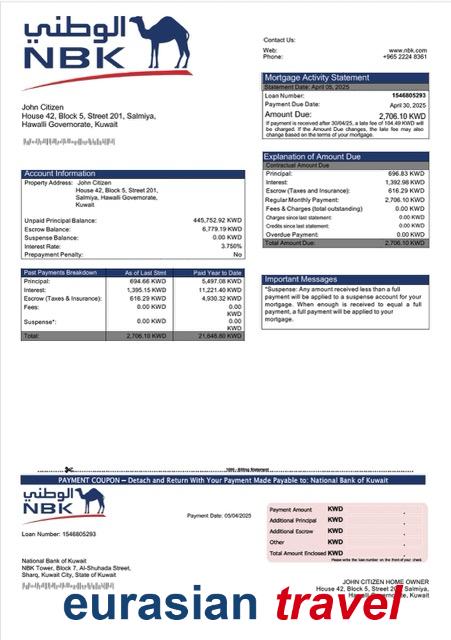 الوطني
NBK
Contact Us:
Web: www.nbk.com
Phone: +965 2224 8361
Mortgage Activity Statement
Statement Date: April 05, 2025
Loan Number: 1546805293
Payment Due Date: April 30, 2025
Amount Due: 2,706.10 KWD
If payment is received after 30/04/25, a late fee of 104.49 KWD will
be charged. If the Amount Due changes, the late fee may also
change based on the terms of your mortgage.
John Citizen
House 42, Block 5, Street 201, Salmiya,
Hawalli Governorate, Kuwait
Explanation of Amount Due
Contractual Amount Due
Principal: 696.83 KWD
Interest: 1,392.98 KWD
Escrow (Taxes and Insurance): 616.29 KWD
Regular Monthly Payment: 2,706.10 KWD
Fees & Charges (total outstanding) 0.00 KWD
Charges since last statement: 0.00 KWD
Credits since last statement: 0.00 KWD
Overdue Payment: 0.00 KWD
Total Amount Due: 2,706.10 KWD
Account Information
Property Address: John Citizen
House 42, Block 5, Street 201,
Salmiya, Hawalli Governorate,
Kuwait
Unpaid Principal Balance: 445,752.92 KWD
Escrow Balance: 6,779.19 KWD
Suspense Balance: 0.00 KWD
Interest Rate: 3.750%
Prepayment Penalty: No
Past Payments Breakdown As of Last Stmt Paid Year to Date
Principal: 694.66 KWD 5,497.08 KWD
Interest: 1,395.15 KWD 11,221.40 KWD
Escrow (Taxes & Insurance): 616.29 KWD 4,930.32 KWD
Fees: 0.00 KWD 0.00
KWD
Suspense*: 0.00 KWD 0.00
KWD
Total: 2,706.10 KWD 21,648.80 KWD
Important Messages
*Suspense: Any amount received less than a full
payment will be applied to a suspense account for your
mortgage. When enough is received to equal a full
payment, a full payment will be applied to your
mortgage.
Billing Statement
PAYMENT COUPON – Detach and Return With Your Payment Made Payable to: National Bank of Kuwait
الوطني
NBK
Payment Date: 05/04/2025
Loan Number: 1546805293
Payment Amount KWD .
Additional Principal KWD .
Additional Escrow KWD .
Other KWD .
Total Amount Enclosed KWD .
Please write the loan number on the front of your check.
National Bank of Kuwait
NBK Tower, Block 7, Al-Shuhada Street,
Sharq, Kuwait City, State of Kuwait
JOHN CITIZEN HOME OWNER
House 42, Block 5, Street 201, Salmiya,
Hawalli Governorate, Kuwait
eurasian travel